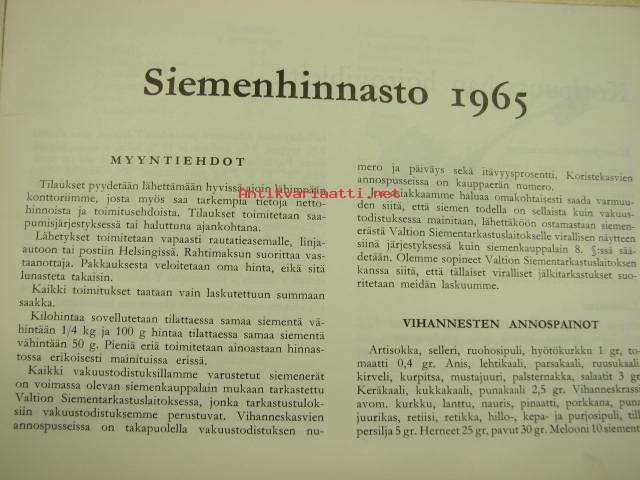 Siemenhinnasto 1965
MYYNTIEHDOT
Tilaukset pyydetään lähettämään hyvissä ajoin lähimpään
konttoriimme, josta myös saa tarkempia tietoja netto-
hinnoista ja toimitusehdoista. Tilaukset toimitetaan saa-
pumisjärjestyksessä tai haluttuna ajankohtana.
Lähetykset toimitetaan vapaasti rautatieasemalle, linja-
autoon tai postiin Helsingissä. Rahtimaksun suorittaa vas-
taanottaja. Pakkauksesta veloitetaan oma hinta, eikä sitä
lunasteta takaisin.
Kaikki toimitukset taataan vain laskutettuun summaan
saakka.
Kilohintaa sovellutetaan tilattaessa samaa siementä vä-
hintään 1/4 kg ja 100 g hintaa tilattaessa samaa siementä
vähintään 50 g. Pieniä eriä toimitetaan ainoastaan hinnas-
tossa erikoisesti mainituissa erissä.
Kaikki vakuustodistuksillamme varustetut siemenerät
on voimassa olevan siemenkauppalain mukaan tarkastettu
Valtion Siementarkastuslaitoksessa, jonka tarkastustulok-
siin vakuustodistuksemme perustuvat. Vihanneskasvien
annospusseissa on takapuolella vakuustodistuksen nu-
mero ja päiväys sekä itävyysprosentti. Koristekasvien
annospusseissa on kauppaerän numero.
Jos asiakkaamme haluaa omakohtaisesti saada varmuu-
den siitä, että siemen todella on sellaista kuin vakuus-
todistuksessa mainitaan, lähettäköön ostamastaan siemen-
erästä Valtion Siementarkastuslaitokselle virallisen näytteen
siinä järjestyksessä kuin siemenkauppalain 8. §:ssä sää-
detään. Olemme sopineet Valtion Siementarkastuslaitoksen
kanssa siitä, että tällaiset viralliset jälkitarkastukset suo-
ritetaan meidän laskuumme.
VIHANNESTEN ANNOSPAINOT
Artisokka, selleri, ruohosipuli, hyötökurkku 1 gr, to-
maatti 0,4 gr. Anis, lehtikaali, parsakaali, ruusukaali
kirveli, kurpitsa, mustajuuri, palsternakka, salaatit 3 gr.
Keräkaali, kukkakaali, punakaali 2,5 gr. Vihanneskrassi
avom. kurkku, lanttu, nauris, pinaatti, porkkana, puna
juurikas, retiisi, retikka, hillo-, kepa- ja purjosipuli, till
persilja 5 gr. Herneet 25 gr, pavut 30 gr. Melooni 10 siement
Antikvariaatti.net